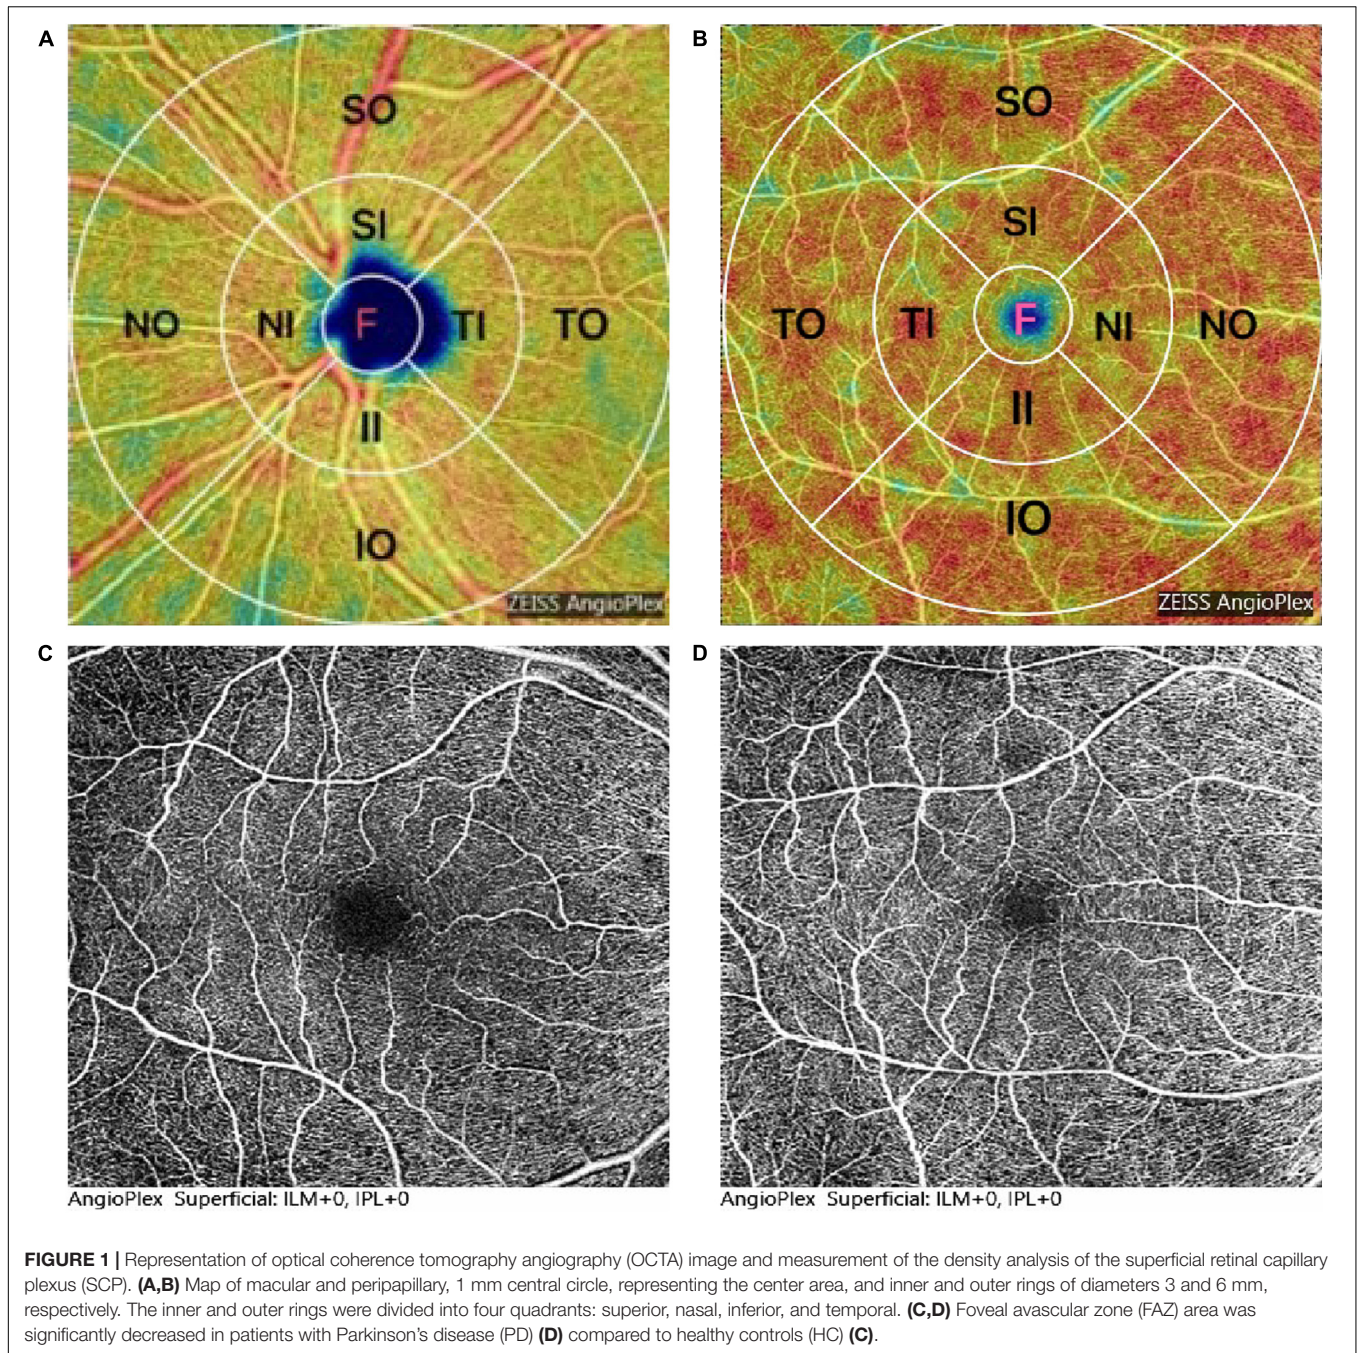 A
B
SO
SO
SI
SI
NO
NI
F
TI
TO
TO
TI
F
NI
NO
II
II
IO
IO
ZEISS AngioPlex
ZEISS AngioPlex
C
D
AngioPlex Superficial: ILM+0, IPL+0
AngioPlex Superficial: ILM+0, IPL+0
FIGURE 1 | Representation of optical coherence tomography angiography (OCTA) image and measurement of the density analysis of the superficial retinal capillary
plexus (SCP). (A,B) Map of macular and peripapillary, 1 mm central circle, representing the center area, and inner and outer rings of diameters 3 and 6 mm,
respectively. The inner and outer rings were divided into four quadrants: superior, nasal, inferior, and temporal. (C,D) Foveal avascular zone (FAZ) area was
significantly decreased in patients with Parkinson's disease (PD) (D) compared to healthy controls (HC) (C).